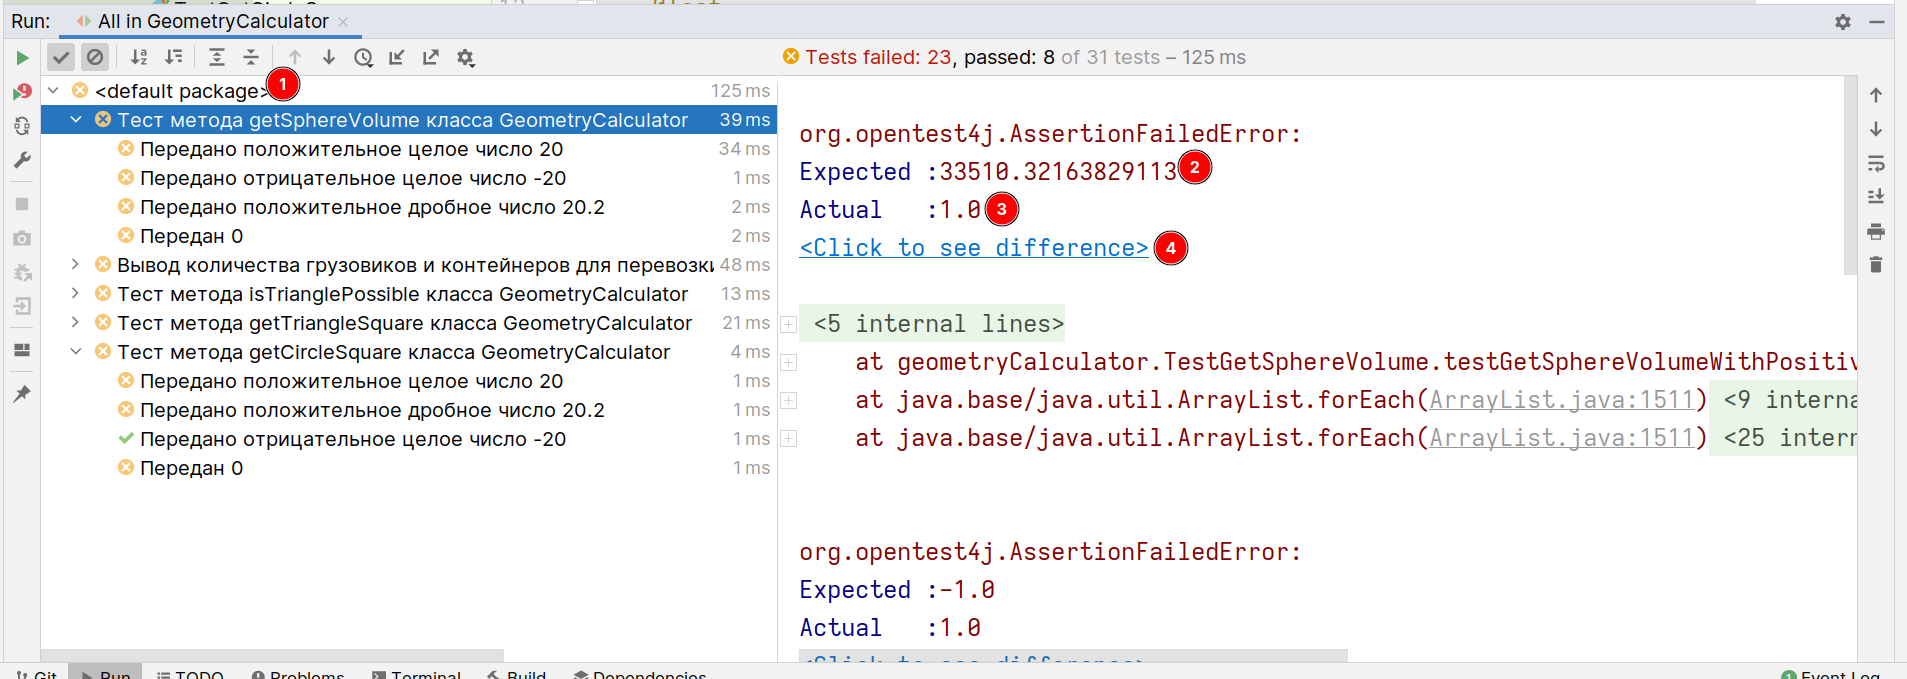 Run: All in GeometryCalculator
Tests failed: 23, passed: 8 of 31 tests – 125 ms
<default package> 125 ms
1
Тест метода getSphereVolume класса GeometryCalculator 39 ms
Передано положительное целое число 20 34 ms
Передано отрицательное целое число -20 1 ms
Передано положительное дробное число 20.2 2 ms
Передан 0 2 ms
Вывод количества грузовиков и контейнеров для перевозки 48 ms
Тест метода isTrianglePossible класса GeometryCalculator 13 ms
Тест метода getTriangleSquare класса GeometryCalculator 21 ms
Тест метода getCircleSquare класса GeometryCalculator 4 ms
Передано положительное целое число 20 1 ms
Передано положительное дробное число 20.2 1 ms
Передано отрицательное целое число -20 1 ms
Передан 0 1 ms
org.opentest4j.AssertionFailedError:
Expected :33510.32163829113 2
Actual :1.0 3
<Click to see difference> 4
<5 internal lines>
at geometryCalculator.TestGetSphereVolume.testGetSphereVolumeWithPositiv
at java.base/java.util.ArrayList.forEach(ArrayList.java:1511) <9 interna
at java.base/java.util.ArrayList.forEach(ArrayList.java:1511) <25 intern
org.opentest4j.AssertionFailedError:
Expected :-1.0
Actual :1.0
<Click to see difference>
Git Run TODO Problems Terminal Build Dependencies 1 Event Log